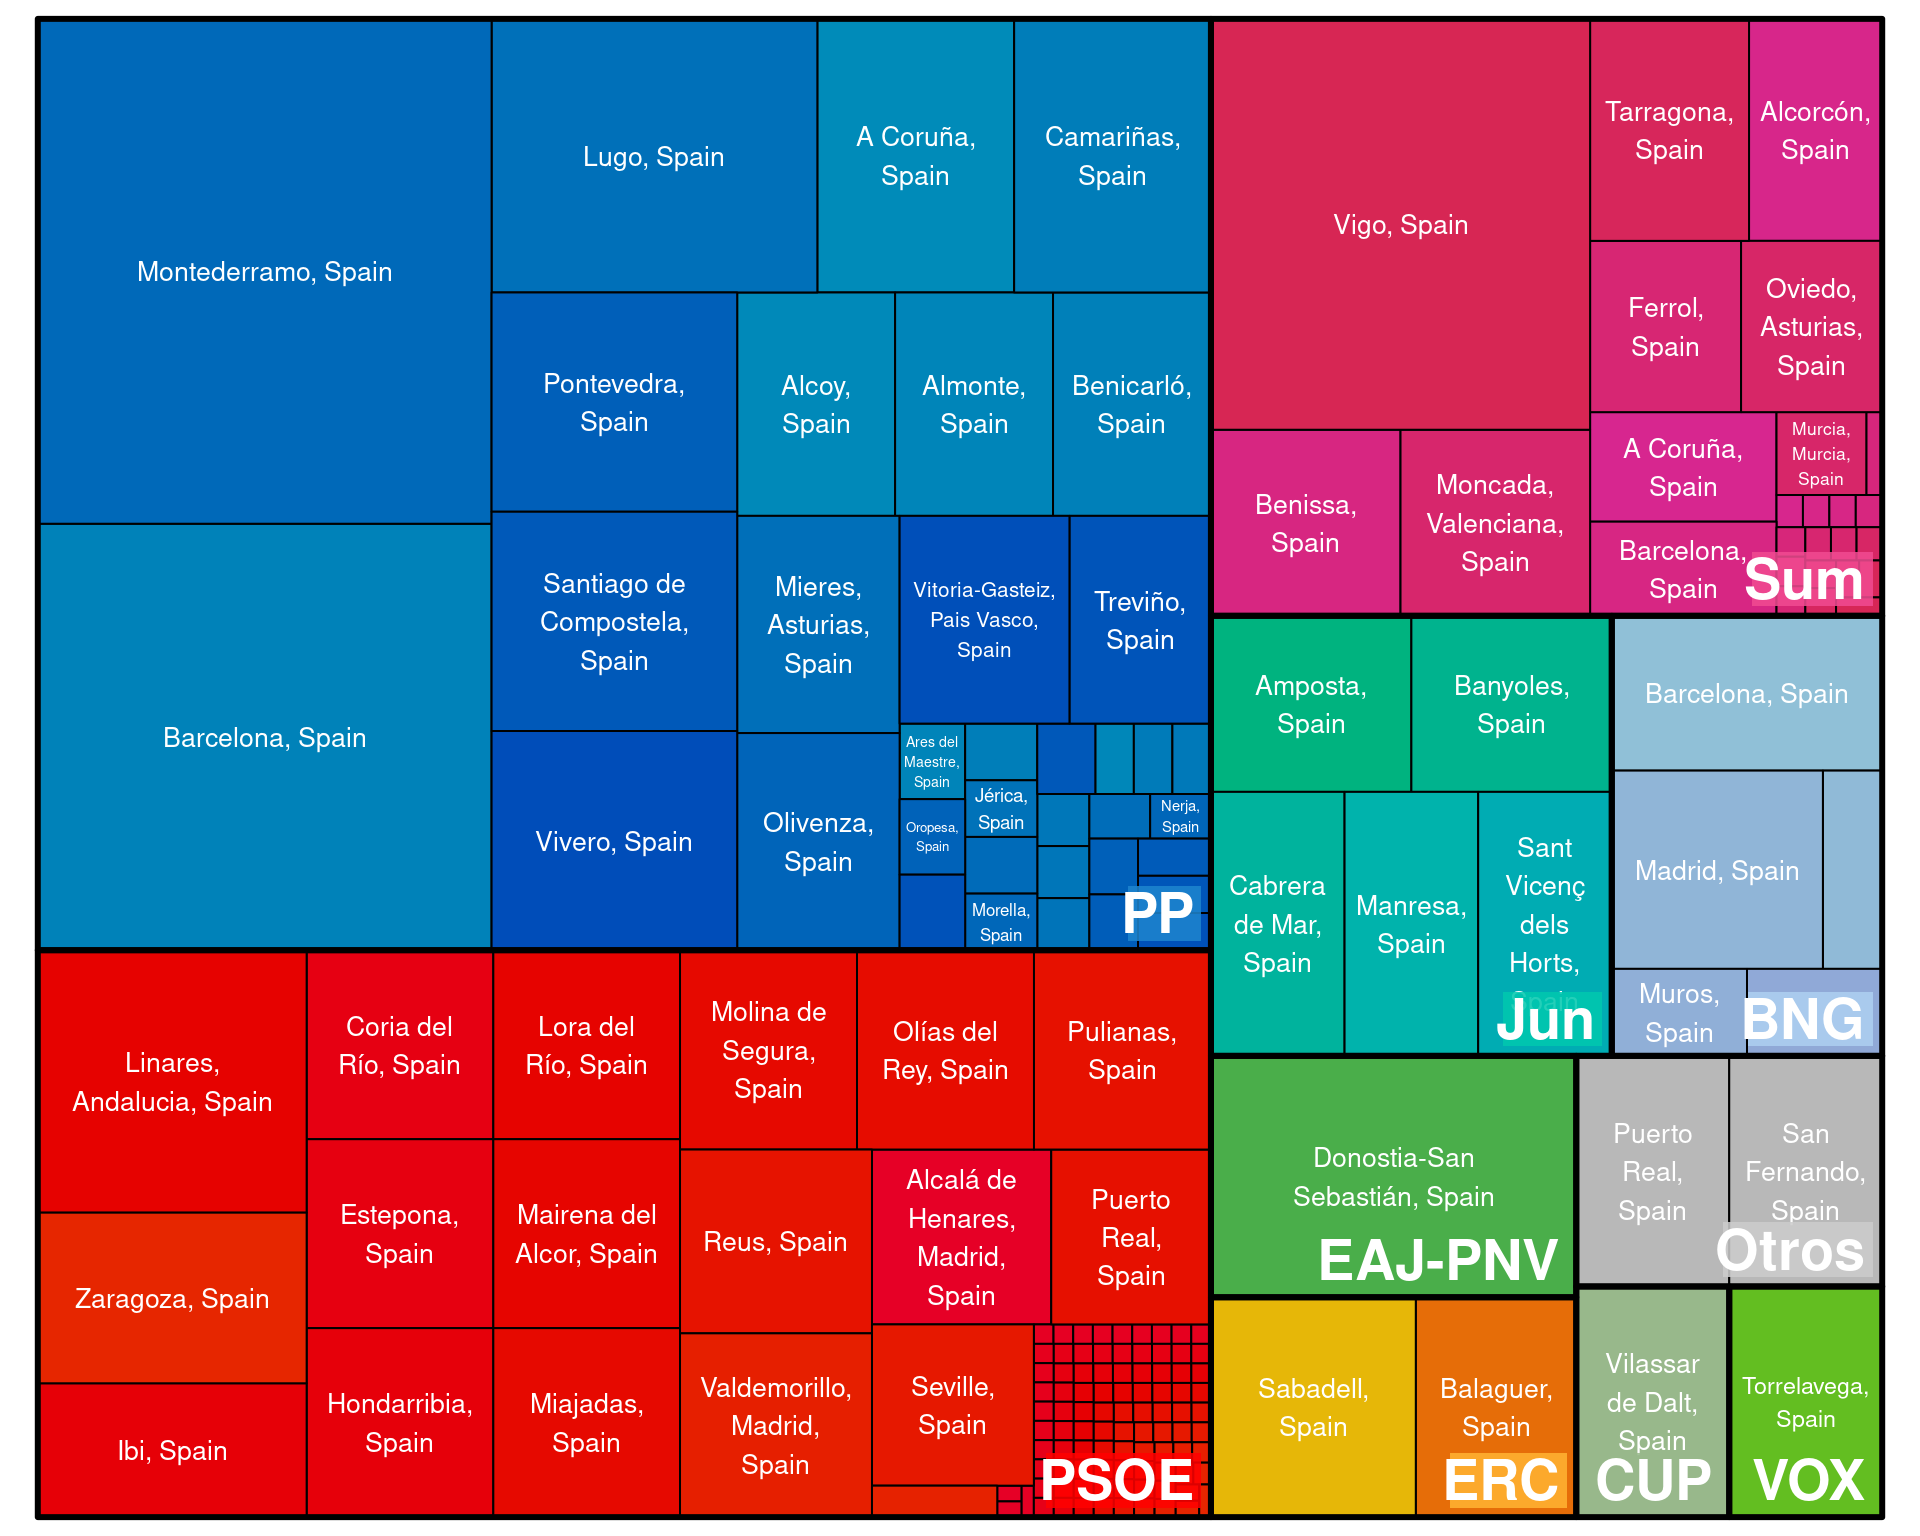 Montederramo, Spain
Barcelona, Spain
Lugo, Spain
A Coruña,
Spain
Camariñas,
Spain
Pontevedra,
Spain
Alcoy,
Spain
Almonte,
Spain
Benicarló,
Spain
Santiago de
Compostela,
Spain
Mieres,
Asturias,
Spain
Vitoria-Gasteiz,
Pais Vasco,
Spain
Treviño,
Spain
Vivero, Spain
Olivenza,
Spain
Ares del
Maestre,
Spain
Oropesa,
Spain
Jérica,
Spain
Morella,
Spain
Nerja,
Spain
PP
Linares,
Andalucia, Spain
Zaragoza, Spain
Ibi, Spain
Coria del
Río, Spain
Lora del
Río, Spain
Estepona,
Spain
Mairena del
Alcor, Spain
Hondarribia,
Spain
Miajadas,
Spain
Molina de
Segura,
Spain
Olías del
Rey, Spain
Pulianas,
Spain
Reus, Spain
Alcalá de
Henares,
Madrid,
Spain
Puerto
Real,
Spain
Valdemorillo,
Madrid,
Spain
Seville,
Spain
PSOE
Vigo, Spain
Tarragona,
Spain
Alcorcón,
Spain
Ferrol,
Spain
Oviedo,
Asturias,
Spain
Benissa,
Spain
Moncada,
Valenciana,
Spain
A Coruña,
Spain
Murcia,
Murcia,
Spain
Barcelona,
Spain
Sum
Amposta,
Spain
Banyoles,
Spain
Cabrera
de Mar,
Spain
Manresa,
Spain
Sant
Vicenç
dels
Horts,
Spain
Jun
Barcelona, Spain
Madrid, Spain
Muros,
Spain
BNG
Donostia-San
Sebastián, Spain
EAJ-PNV
Puerto
Real,
Spain
San
Fernando,
Spain
Otros
Sabadell,
Spain
Balaguer,
Spain
ERC
Vilassar
de Dalt,
Spain
CUP
Torrelavega,
Spain
VOX